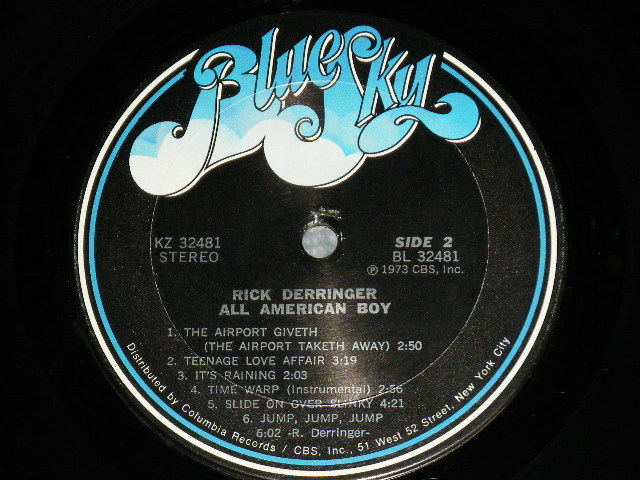 Blue Sky
KZ 32481
STEREO
SIDE 2
BL 32481
℗ 1973 CBS, Inc.
RICK DERRINGER
ALL AMERICAN BOY
1. THE AIRPORT GIVETH
(THE AIRPORT TAKETH AWAY) 2:50
2. TEENAGE LOVE AFFAIR 3:19
3. IT'S RAINING 2:03
4. TIME WARP (Instrumental) 2:56
5. SLIDE ON OVER SLINKY 4:21
6. JUMP, JUMP, JUMP
6:02 -R. Derringer-
Distributed by Columbia Records / CBS, Inc., 51 West 52 Street, New York City